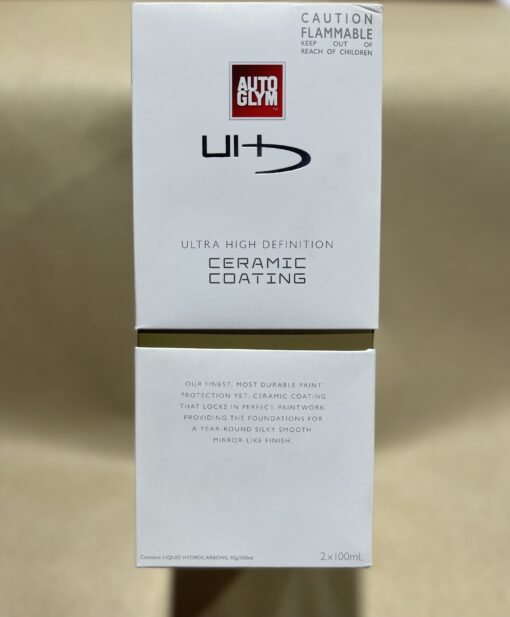 CAUTION
FLAMMABLE
KEEP OUT OF
REACH OF CHILDREN
AUTO
GLYM
UHD
ULTRA HIGH DEFINITION
CERAMIC
COATING
OUR FINEST, MOST DURABLE PAINT
PROTECTION YET. CERAMIC COATING
THAT LOCKS IN PERFECT PAINTWORK,
PROVIDING THE FOUNDATIONS FOR
A YEAR-ROUND SILKY SMOOTH,
MIRROR-LIKE FINISH.
Contains: LIQUID HYDROCARBONS, 92g/100ml
2x100mL